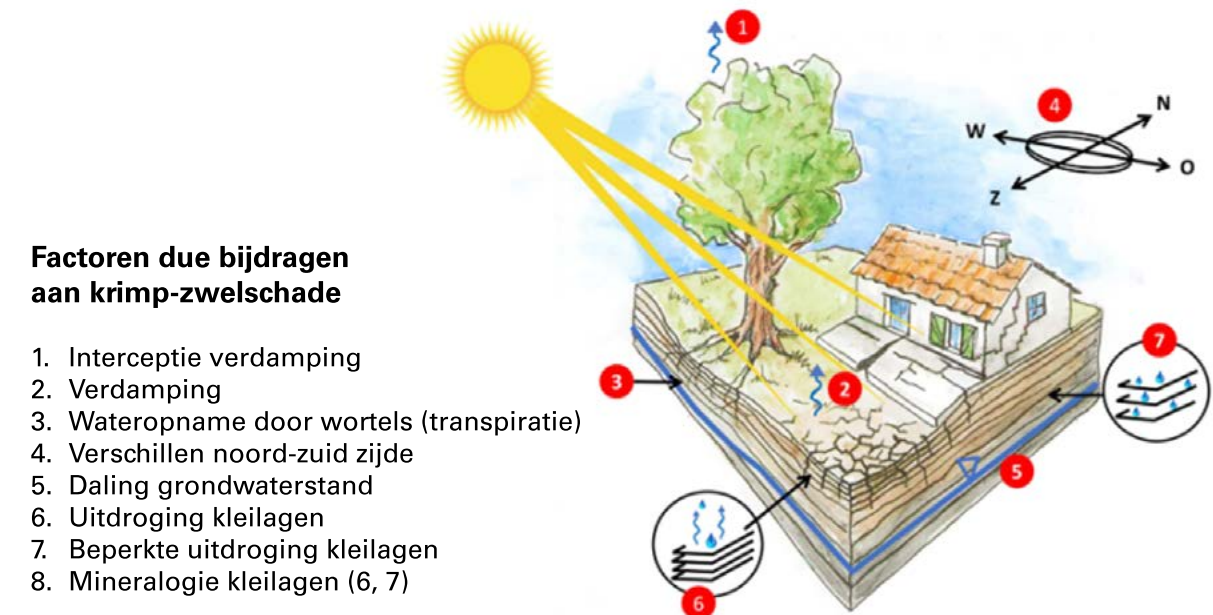 Factoren due bijdragen
aan krimp-zwelschade
1. Interceptie verdamping
2. Verdamping
3. Wateropname door wortels (transpiratie)
4. Verschillen noord-zuid zijde
5. Daling grondwaterstand
6. Uitdroging kleilagen
7. Beperkte uitdroging kleilagen
8. Mineralogie kleilagen (6, 7)
1
4
N
W
O
Z
7
3
2
5
6